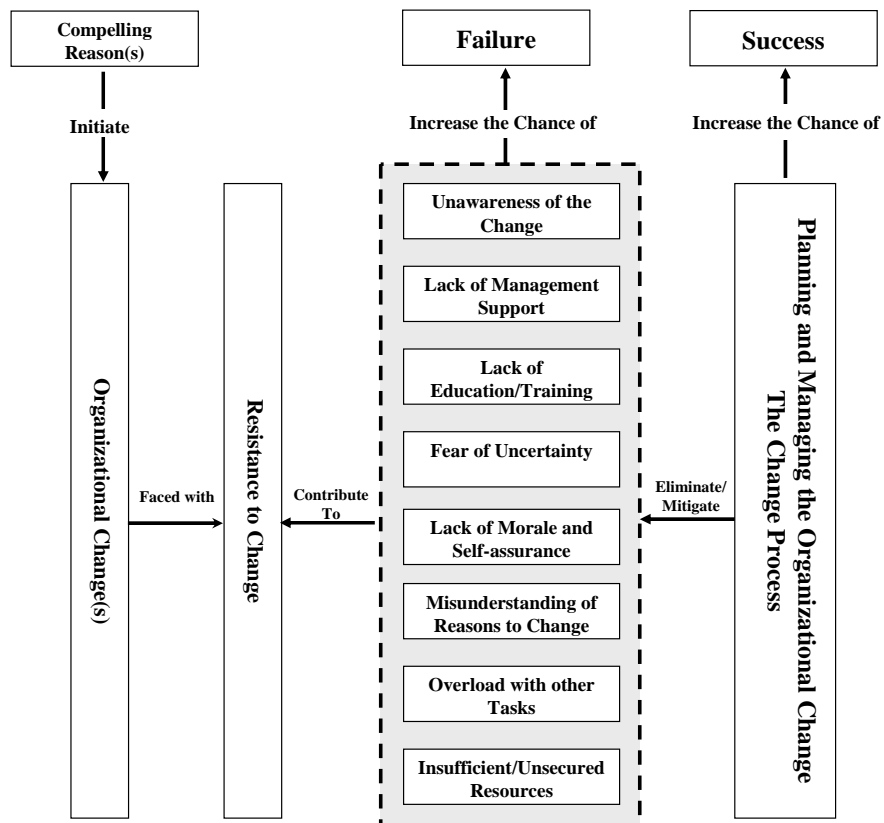 Compelling
Reason(s)
Failure
Success
Initiate
Increase the Chance of
Increase the Chance of
Organizational Change(s)
Faced with
Resistance to Change
Contribute
To
Unawareness of the
Change
Lack of Management
Support
Lack of
Education/Training
Fear of Uncertainty
Lack of Morale and
Self-assurance
Misunderstanding of
Reasons to Change
Overload with other
Tasks
Insufficient/Unsecured
Resources
Eliminate/
Mitigate
Planning and Managing the Organizational Change
The Change Process